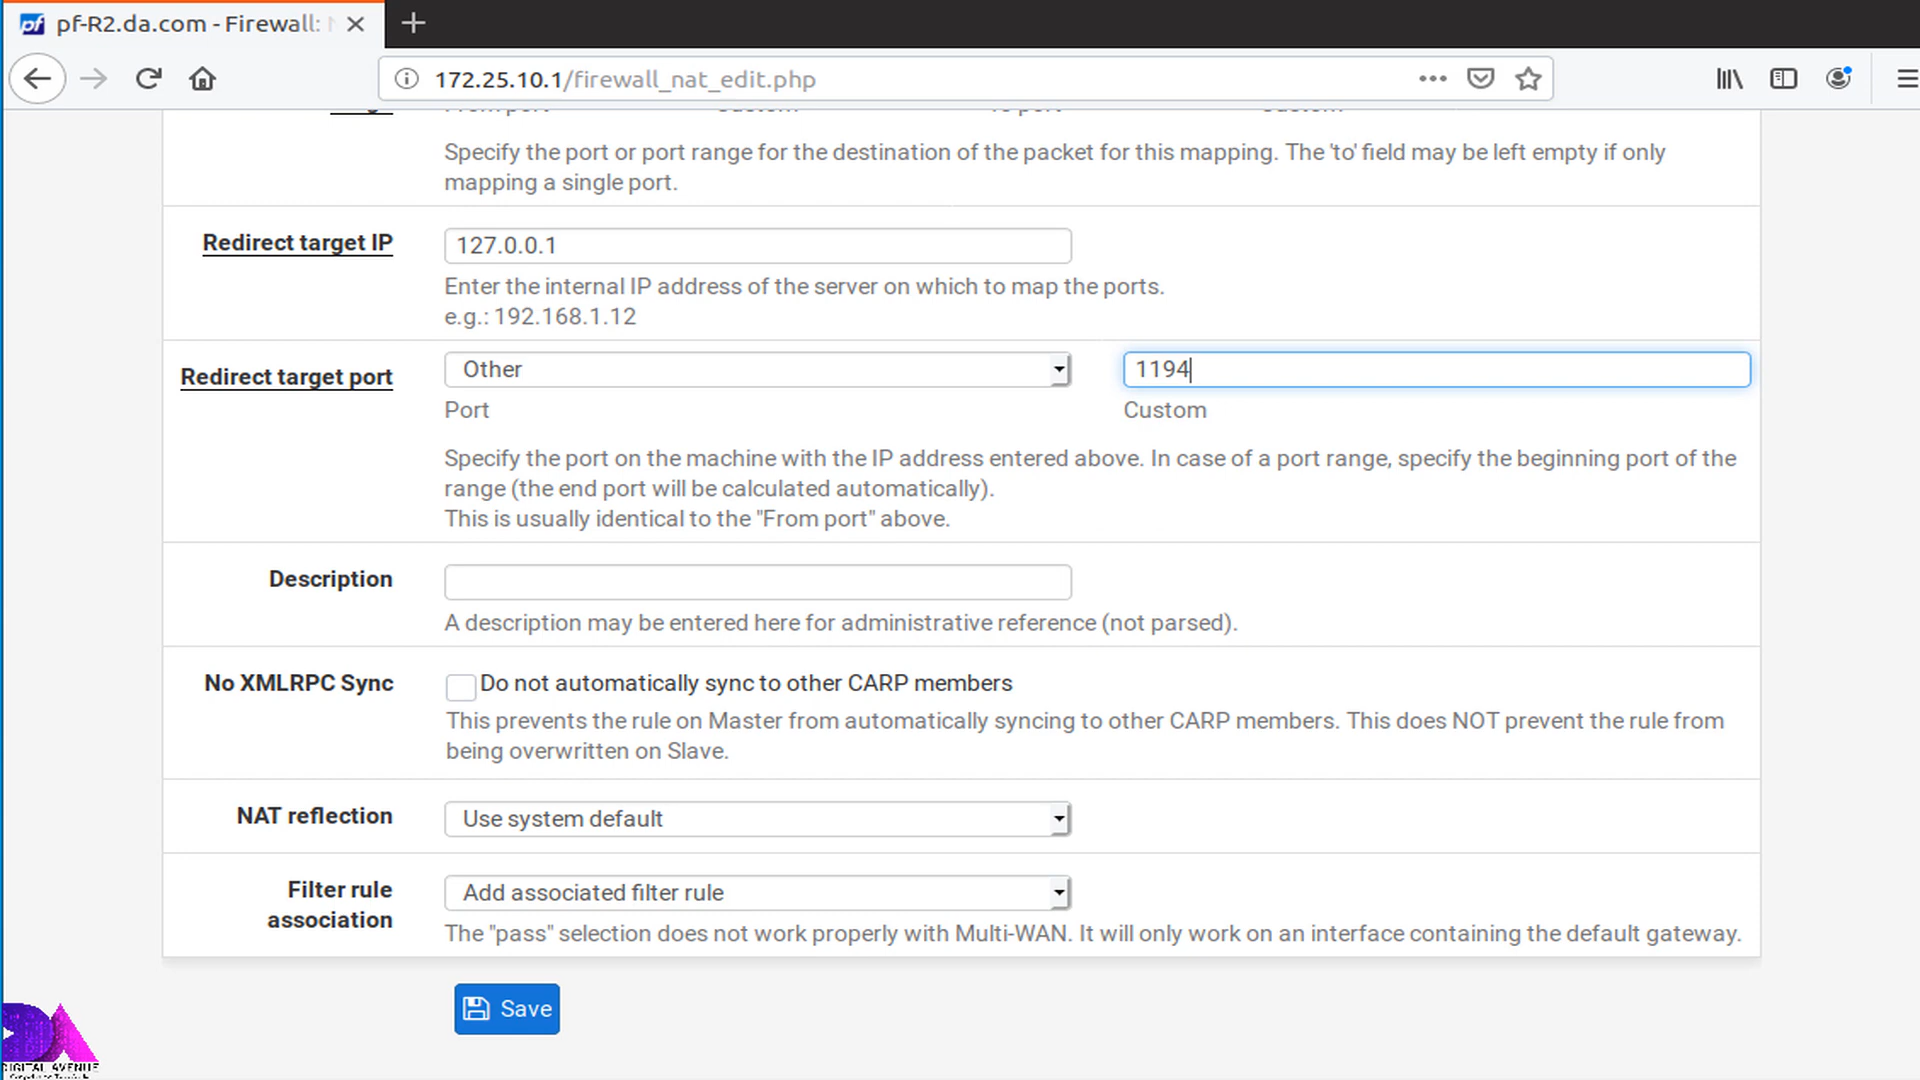 pf-R2.da.com - Firewall:
172.25.10.1/firewall_nat_edit.php
From port Custom To port Custom
Specify the port or port range for the destination of the packet for this mapping. The 'to' field may be left empty if only
mapping a single port.
Redirect target IP
127.0.0.1
Enter the internal IP address of the server on which to map the ports.
e.g.: 192.168.1.12
Redirect target port
Other
1194
Port
Custom
Specify the port on the machine with the IP address entered above. In case of a port range, specify the beginning port of the
range (the end port will be calculated automatically).
This is usually identical to the "From port" above.
Description
A description may be entered here for administrative reference (not parsed).
No XMLRPC Sync
Do not automatically sync to other CARP members
This prevents the rule on Master from automatically syncing to other CARP members. This does NOT prevent the rule from
being overwritten on Slave.
NAT reflection
Use system default
Filter rule
association
Add associated filter rule
The "pass" selection does not work properly with Multi-WAN. It will only work on an interface containing the default gateway.
Save
DIGITAL AVENUE